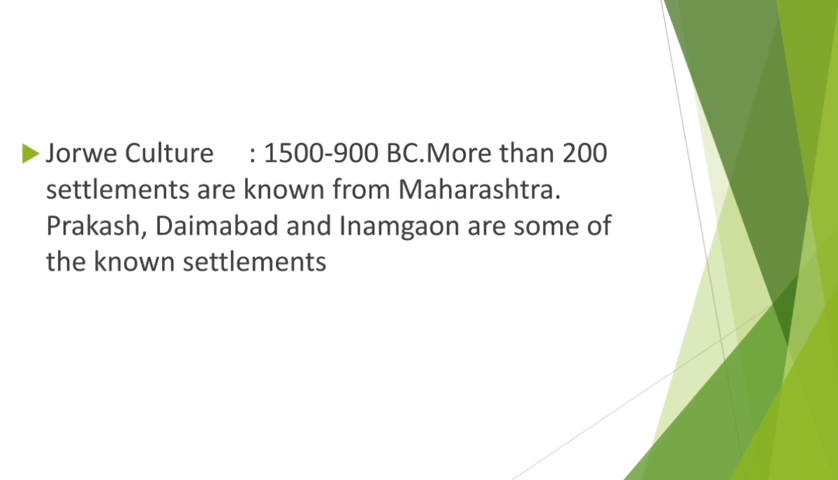 Jorwe Culture : 1500-900 BC.More than 200
settlements are known from Maharashtra.
Prakash, Daimabad and Inamgaon are some of
the known settlements